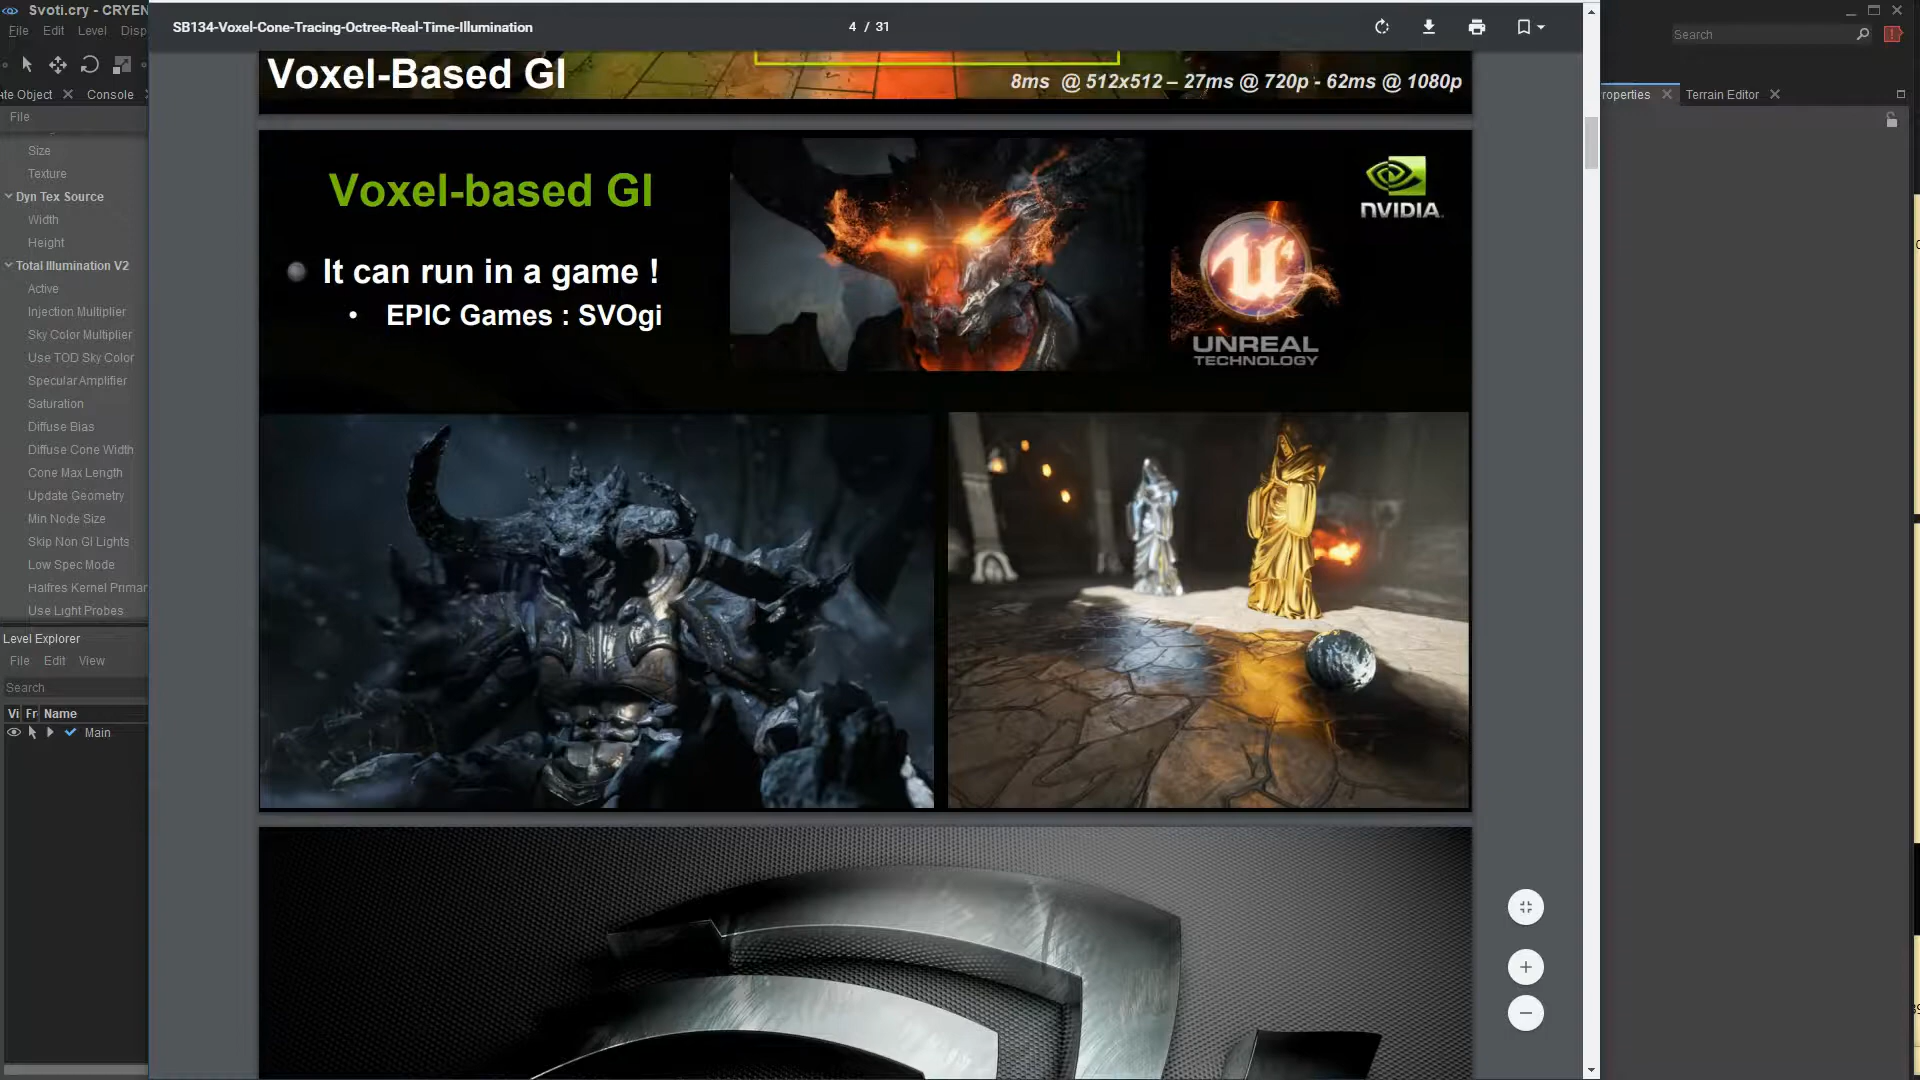 Svoti.cry - CRYEN
File Edit Level Disp
ate Object Console
File
Size
Texture
Dyn Tex Source
Width
Height
Total Illumination V2
Active
Injection Multiplier
Sky Color Multiplier
Use TOD Sky Color
Specular Amplifier
Saturation
Diffuse Bias
Diffuse Cone Width
Cone Max Length
Update Geometry
Min Node Size
Skip Non GI Lights
Low Spec Mode
Halfres Kernel Primar
Use Light Probes
Level Explorer
File Edit View
Search
Vi Fr Name
Main
SB134-Voxel-Cone-Tracing-Octree-Real-Time-Illumination
4 / 31
Voxel-Based GI
8ms @ 512x512 – 27ms @ 720p - 62ms @ 1080p
Voxel-based GI
It can run in a game !
• EPIC Games : SVOgi
UNREAL
TECHNOLOGY
NVIDIA.
Search
roperties Terrain Editor